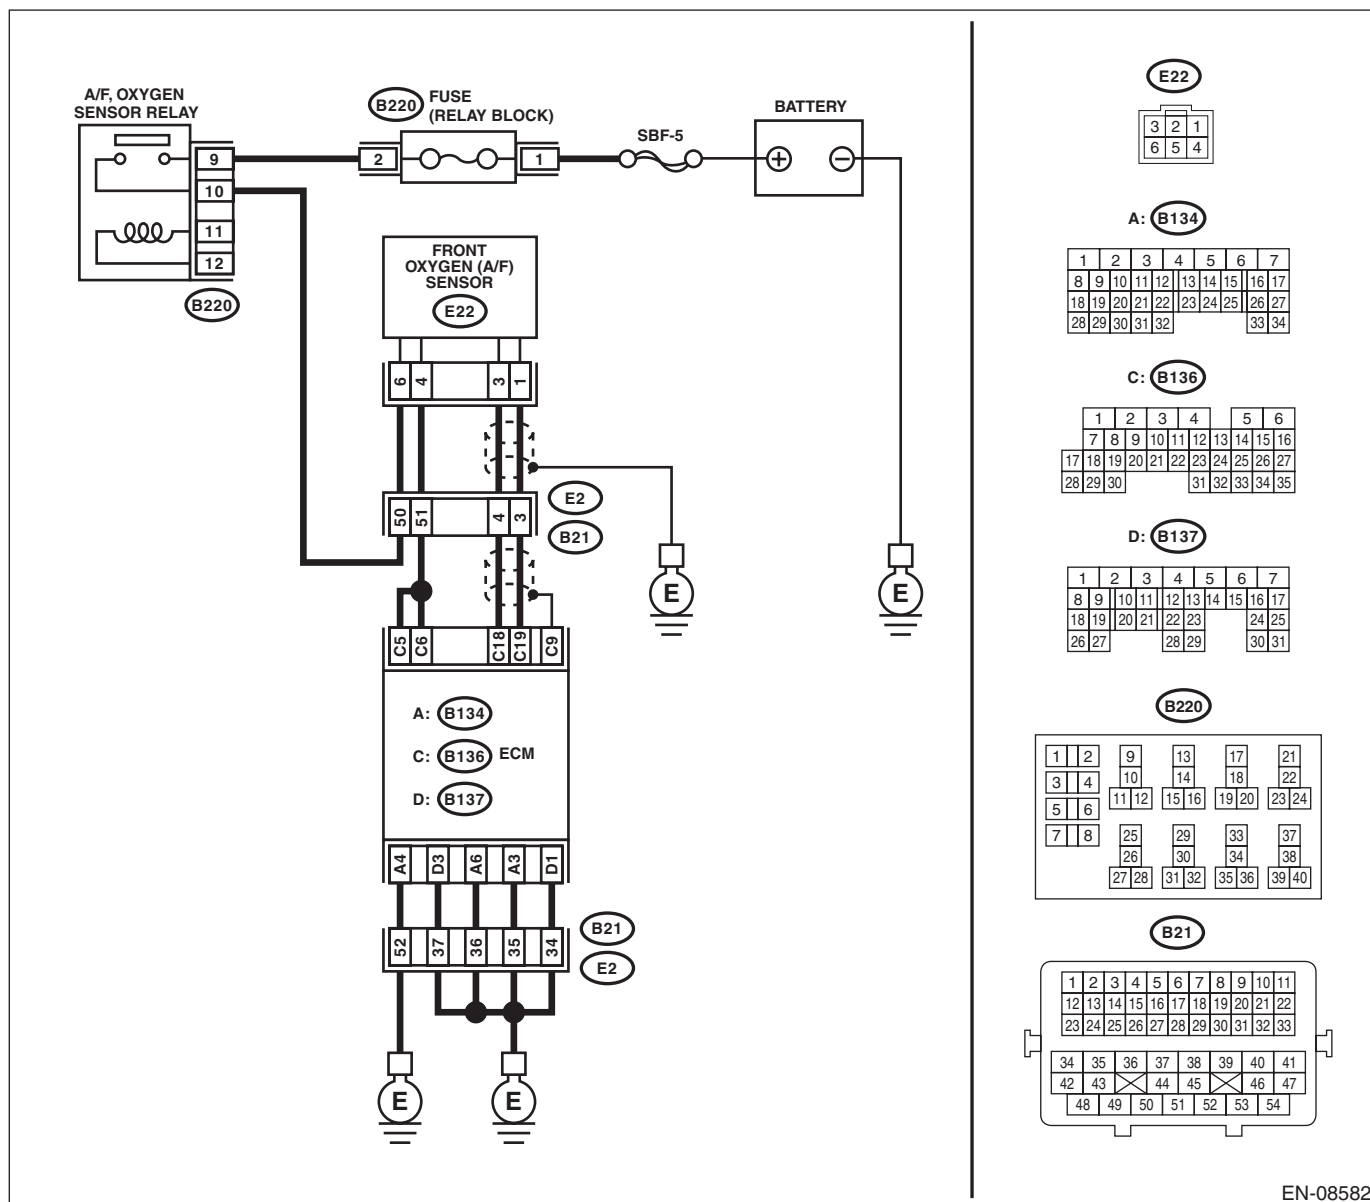 A/F, OXYGEN
SENSOR RELAY
B220
FUSE
(RELAY BLOCK)
SBF-5
BATTERY
9
2
1
+
−
10
11
12
B220
FRONT
OXYGEN (A/F)
SENSOR
E22
6 4 3 1
E2
50 51 4 3
B21
E
E
C5 C6 C18 C19 C9
A: B134
C: B136 ECM
D: B137
A4 D3 A6 A3 D1
B21
52 37 36 35 34
E2
E
E
E22
3 2 1
6 5 4
A: B134
1 2 3 4 5 6 7
8 9 10 11 12 13 14 15 16 17
18 19 20 21 22 23 24 25 26 27
28 29 30 31 32 33 34
C: B136
1 2 3 4 5 6
7 8 9 10 11 12 13 14 15 16
17 18 19 20 21 22 23 24 25 26 27
28 29 30 31 32 33 34 35
D: B137
1 2 3 4 5 6 7
8 9 10 11 12 13 14 15 16 17
18 19 20 21 22 23 24 25
26 27 28 29 30 31
B220
1 2 9 13 17 21
3 4 10 14 18 22
5 6 11 12 15 16 19 20 23 24
7 8 25 29 33 37
26 30 34 38
27 28 31 32 35 36 39 40
B21
1 2 3 4 5 6 7 8 9 10 11
12 13 14 15 16 17 18 19 20 21 22
23 24 25 26 27 28 29 30 31 32 33
34 35 36 37 38 39 40 41
42 43 44 45 46 47
48 49 50 51 52 53 54
EN-08582